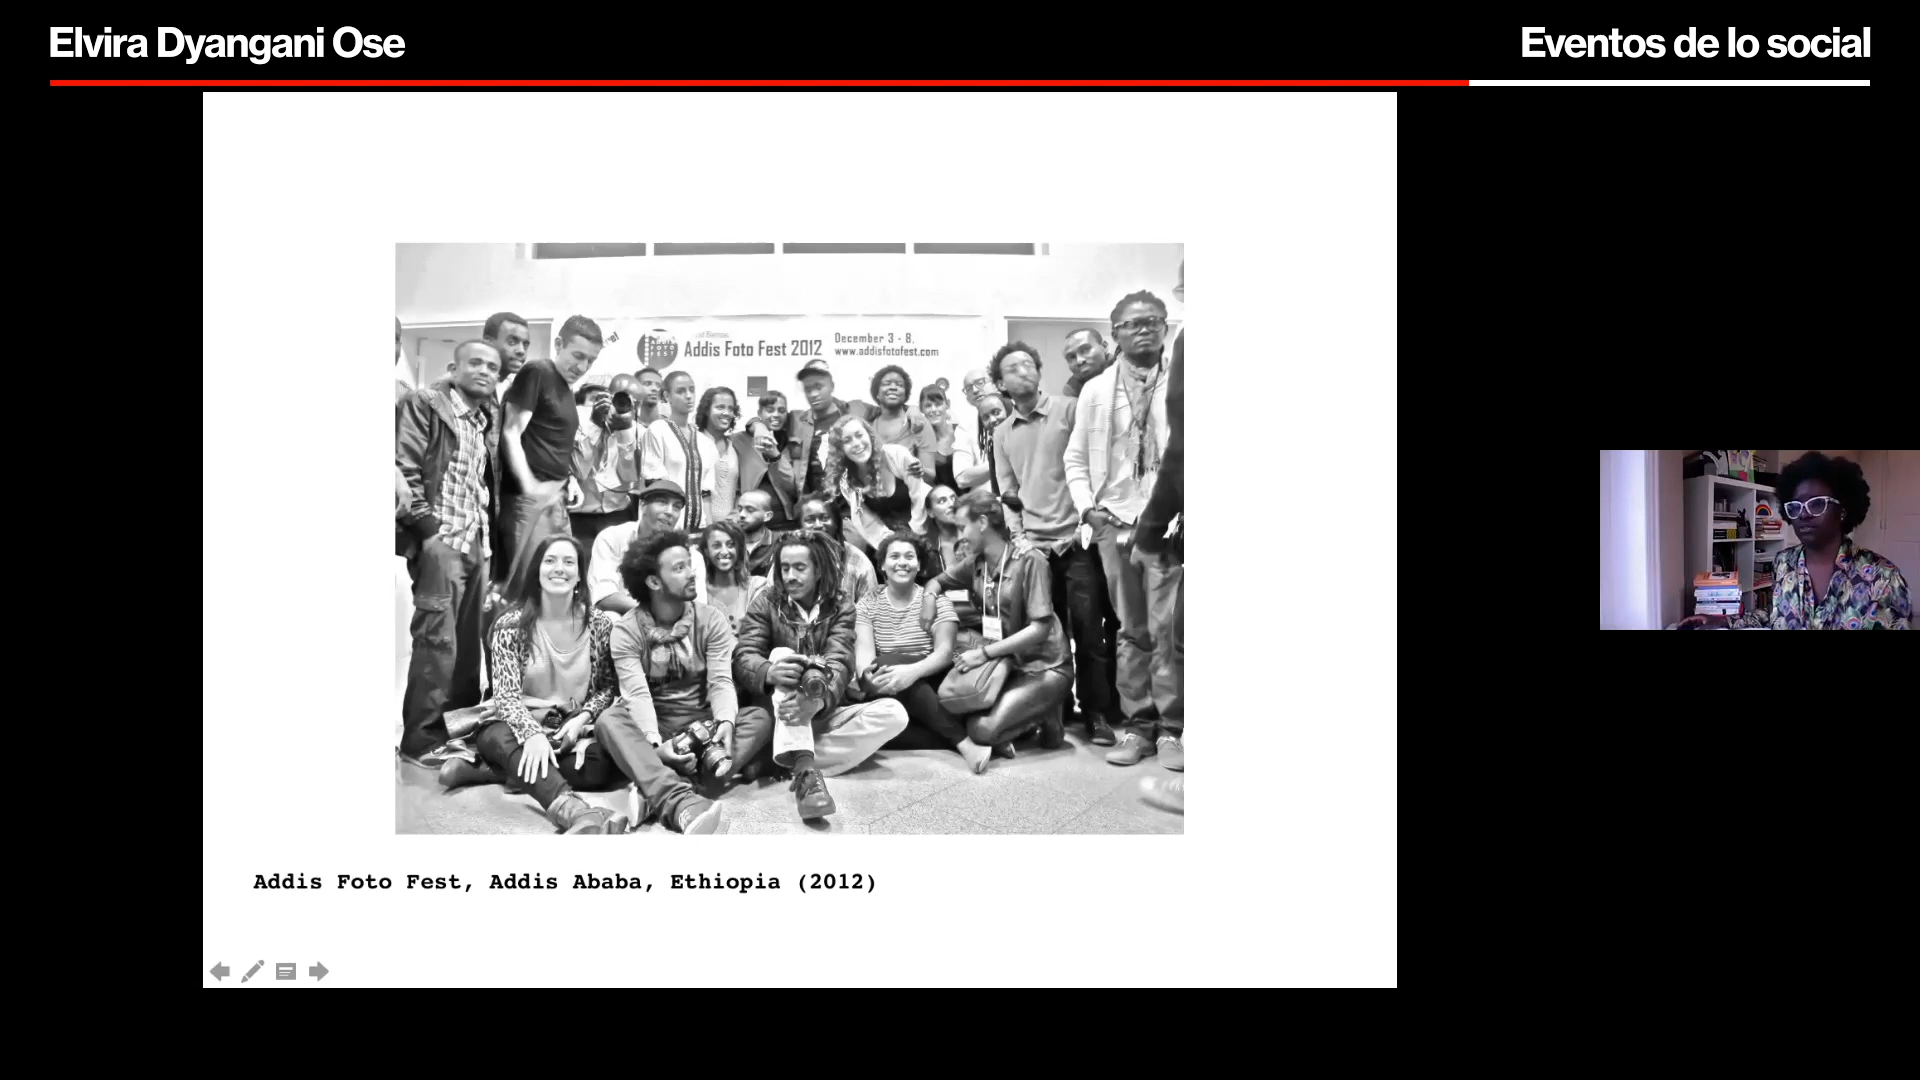 Elvira Dyangani Ose
Eventos de lo social
Addis Foto Fest 2012
December 3 - 8,
www.addisfotofest.com
Addis Foto Fest, Addis Ababa, Ethiopia (2012)